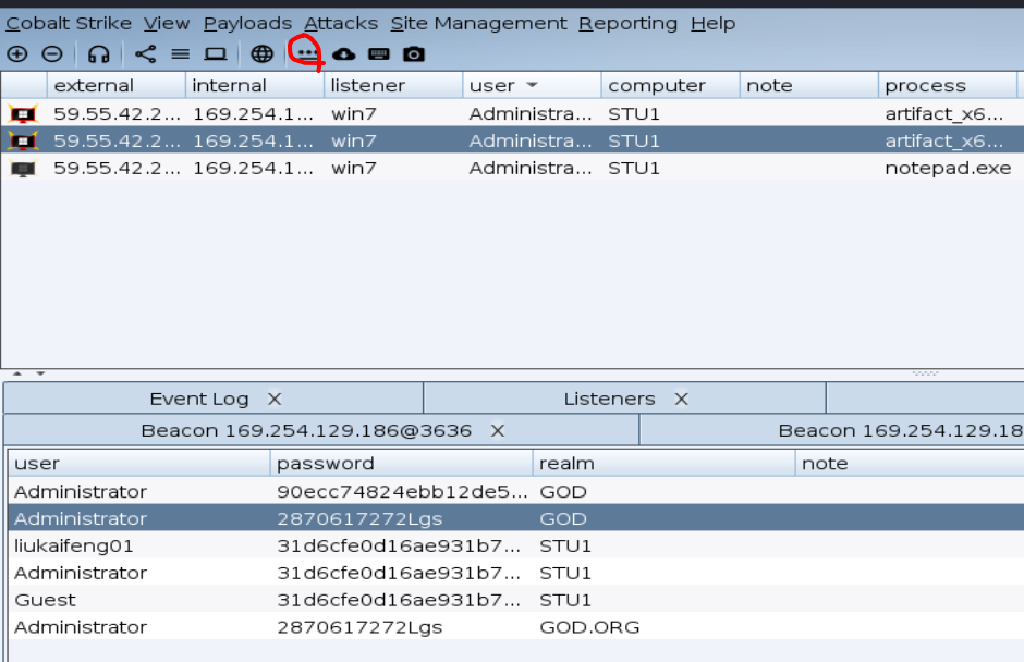 Cobalt Strike View Payloads Attacks Site Management Reporting Help
external internal listener user computer note process
59.55.42.2... 169.254.1... win7 Administra... STU1 artifact_x6...
59.55.42.2... 169.254.1... win7 Administra... STU1 artifact_x6...
59.55.42.2... 169.254.1... win7 Administra... STU1 notepad.exe
Event Log X Listeners X
Beacon 169.254.129.186@3636 X Beacon 169.254.129.18
user password realm note
Administrator 90ecc74824ebb12de5... GOD
Administrator 2870617272Lgs GOD
liukaifeng01 31d6cfe0d16ae931b7... STU1
Administrator 31d6cfe0d16ae931b7... STU1
Guest 31d6cfe0d16ae931b7... STU1
Administrator 2870617272Lgs GOD.ORG